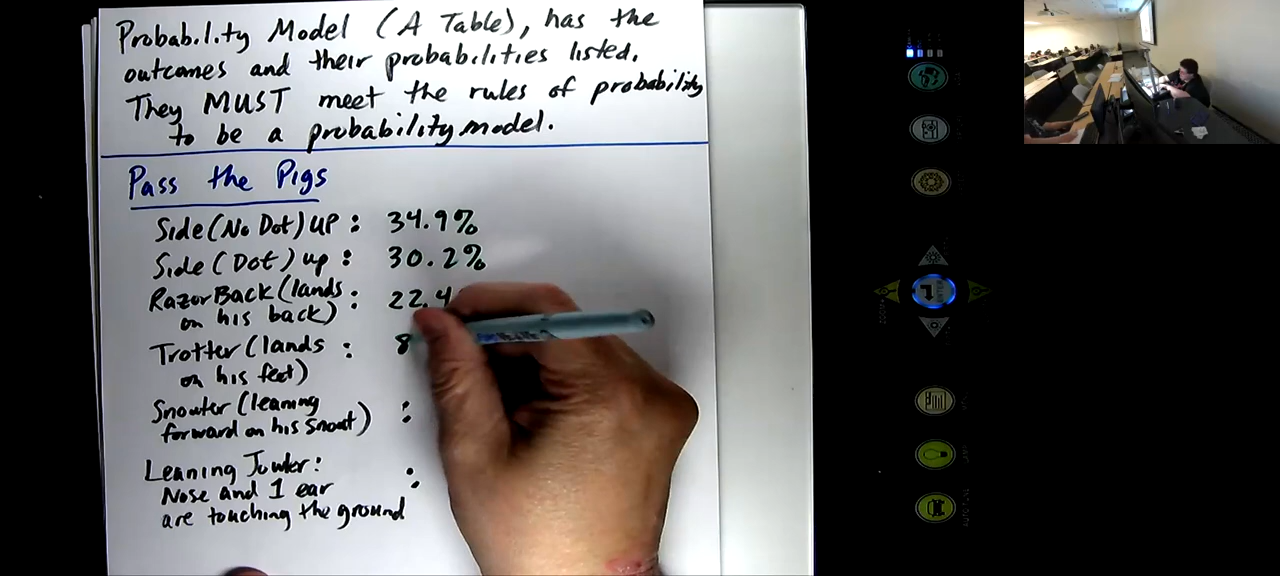 Probability Model (A Table), has the
outcomes and their probabilities listed.
They MUST meet the rules of probability
to be a probability model.
Pass the Pigs
Side (No Dot) up : 34.9%
Side (Dot) up : 30.2%
RazorBack (lands : 22.4
on his back)
Trotter (lands : 8
on his feet)
Snouter (leaning :
forward on his snout)
Leaning Jowler: :
Nose and 1 ear
are touching the ground